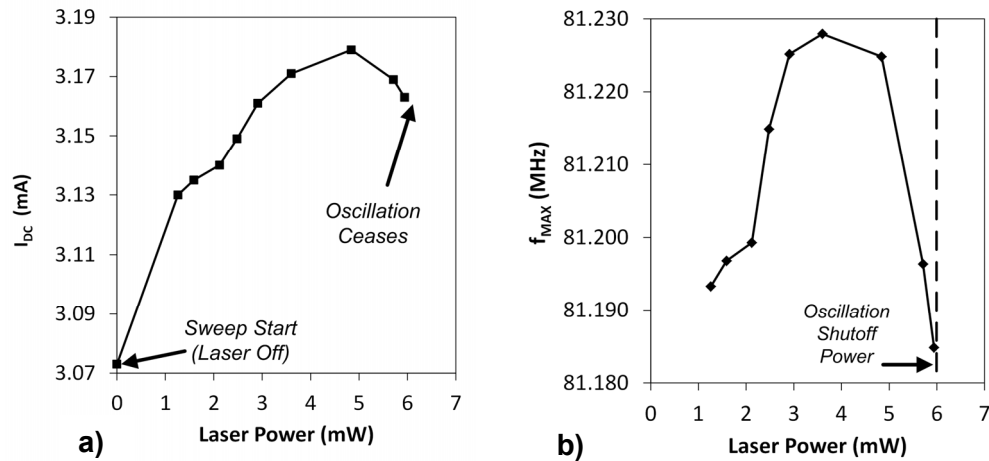 3.19
3.17
3.15
3.13
3.11
3.09
3.07
I_DC (mA)
Oscillation
Ceases
Sweep Start
(Laser Off)
0 1 2 3 4 5 6 7
a) Laser Power (mW)
81.230
81.220
81.210
81.200
81.190
81.180
f_MAX (MHz)
Oscillation
Shutoff
Power
0 1 2 3 4 5 6 7
b) Laser Power (mW)